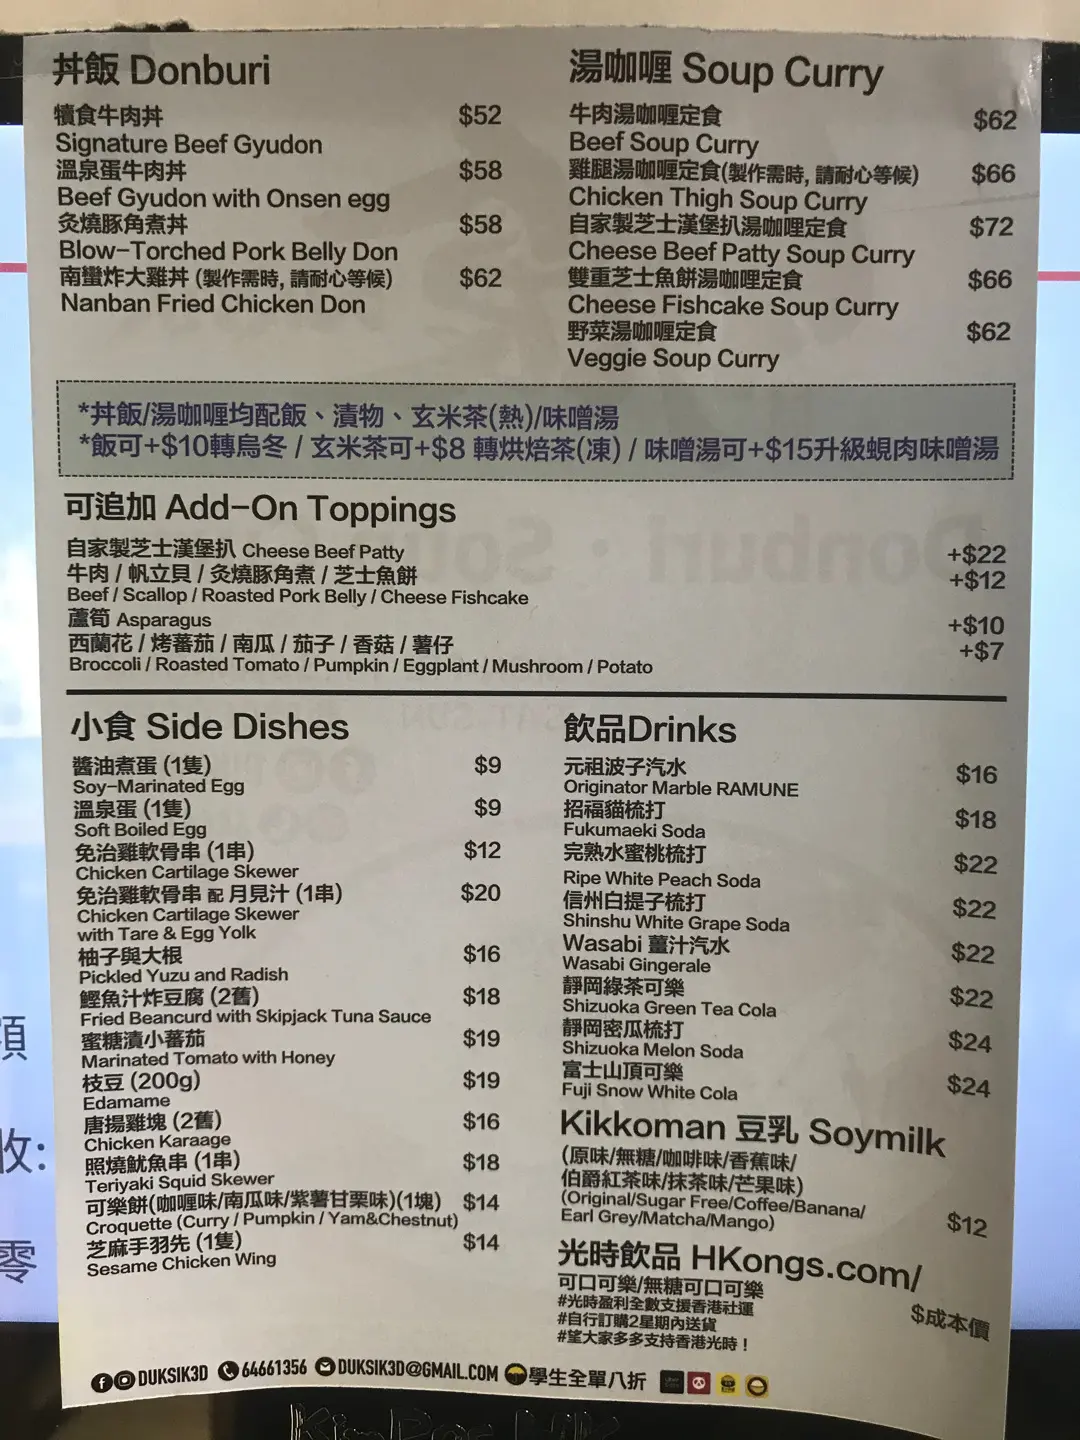 丼飯 Donburi
犢食牛肉丼 $52
Signature Beef Gyudon
溫泉蛋牛肉丼 $58
Beef Gyudon with Onsen egg
灸燒豚角煮丼 $58
Blow-Torched Pork Belly Don
南蠻炸大雞丼 (製作需時, 請耐心等候) $62
Nanban Fried Chicken Don
湯咖喱 Soup Curry
牛肉湯咖喱定食 $62
Beef Soup Curry
雞腿湯咖喱定食(製作需時, 請耐心等候) $66
Chicken Thigh Soup Curry
自家製芝士漢堡扒湯咖哩定食 $72
Cheese Beef Patty Soup Curry
雙重芝士魚餅湯咖哩定食 $66
Cheese Fishcake Soup Curry
野菜湯咖喱定食 $62
Veggie Soup Curry
*丼飯/湯咖喱均配飯、漬物、玄米茶(熱)/味噌湯
*飯可+$10轉烏冬 / 玄米茶可+$8 轉烘焙茶(凍) / 味噌湯可+$15升級蜆肉味噌湯
可追加 Add-On Toppings
自家製芝士漢堡扒 Cheese Beef Patty +$22
牛肉 / 帆立貝 / 灸燒豚角煮 / 芝士魚餅 +$12
Beef / Scallop / Roasted Pork Belly / Cheese Fishcake
蘆筍 Asparagus +$10
西蘭花 / 烤蕃茄 / 南瓜 / 茄子 / 香菇 / 薯仔 +$7
Broccoli / Roasted Tomato / Pumpkin / Eggplant / Mushroom / Potato
小食 Side Dishes
醬油煮蛋 (1隻) $9
Soy-Marinated Egg
溫泉蛋 (1隻) $9
Soft Boiled Egg
免治雞軟骨串 (1串) $12
Chicken Cartilage Skewer
免治雞軟骨串 配 月見汁 (1串) $20
Chicken Cartilage Skewer
with Tare & Egg Yolk
柚子與大根 $16
Pickled Yuzu and Radish
鰹魚汁炸豆腐 (2舊) $18
Fried Beancurd with Skipjack Tuna Sauce
蜜糖漬小蕃茄 $19
Marinated Tomato with Honey
枝豆 (200g) $19
Edamame
唐揚雞塊 (2舊) $16
Chicken Karaage
照燒魷魚串 (1串) $18
Teriyaki Squid Skewer
可樂餅(咖喱味/南瓜味/紫薯甘栗味)(1塊) $14
Croquette (Curry / Pumpkin / Yam&Chestnut)
芝麻手羽先 (1隻) $14
Sesame Chicken Wing
飲品Drinks
元祖波子汽水 $16
Originator Marble RAMUNE
招福貓梳打 $18
Fukumaeki Soda
完熟水蜜桃梳打 $22
Ripe White Peach Soda
信州白提子梳打 $22
Shinshu White Grape Soda
Wasabi 薑汁汽水 $22
Wasabi Gingerale
靜岡綠茶可樂 $22
Shizuoka Green Tea Cola
靜岡密瓜梳打 $24
Shizuoka Melon Soda
富士山頂可樂 $24
Fuji Snow White Cola
Kikkoman 豆乳 Soymilk
(原味/無糖/咖啡味/香蕉味/
伯爵紅茶味/抹茶味/芒果味)
(Original/Sugar Free/Coffee/Banana/
Earl Grey/Matcha/Mango) $12
光時飲品 HKongs.com/
可口可樂/無糖可口可樂
#光時盈利全數支援香港社運 $成本價
#自行訂購2星期內送貨
#望大家多多支持香港光時！
DUKSIK3D 64661356 DUKSIK3D@GMAIL.COM 學生全單八折
額
收:
零